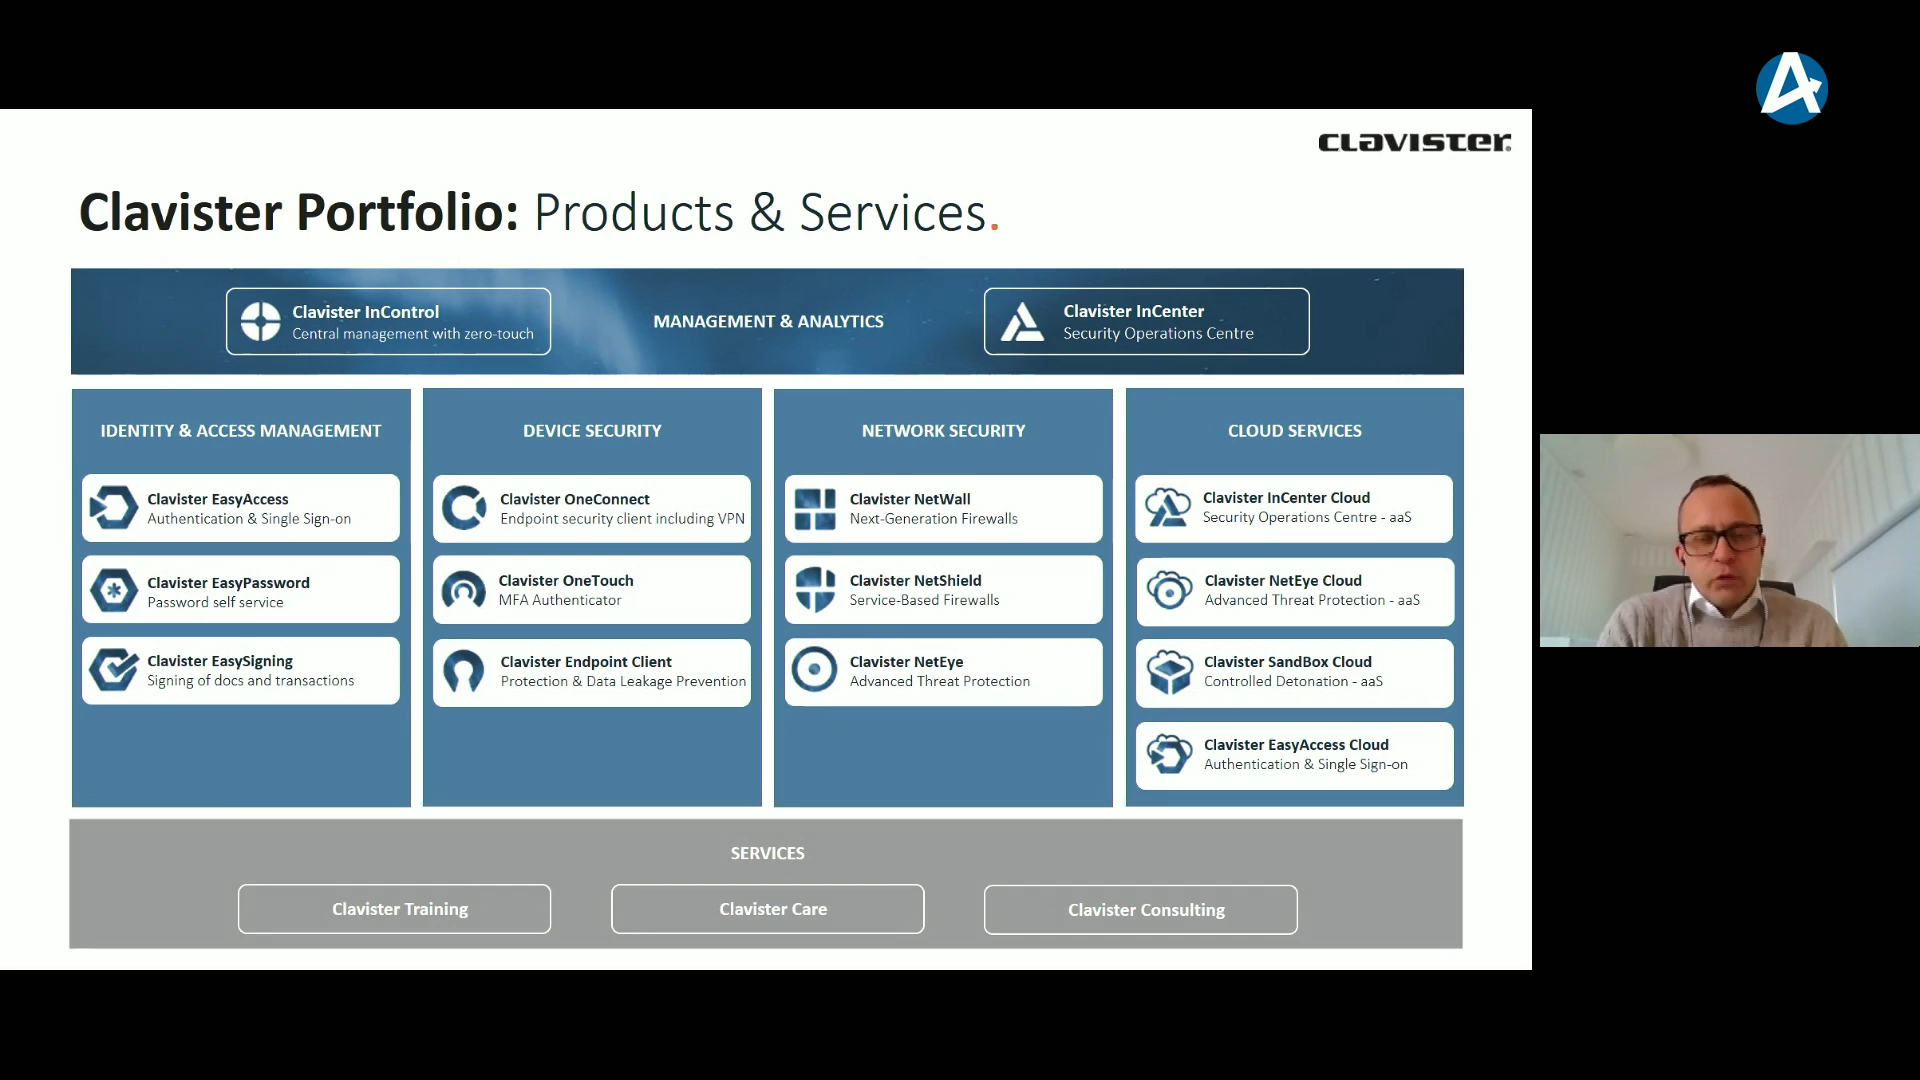 CLAVISTER
Clavister Portfolio: Products & Services.
Clavister InControl
Central management with zero-touch
MANAGEMENT & ANALYTICS
Clavister InCenter
Security Operations Centre
IDENTITY & ACCESS MANAGEMENT
Clavister EasyAccess
Authentication & Single Sign-on
Clavister EasyPassword
Password self service
Clavister EasySigning
Signing of docs and transactions
DEVICE SECURITY
Clavister OneConnect
Endpoint security client including VPN
Clavister OneTouch
MFA Authenticator
Clavister Endpoint Client
Protection & Data Leakage Prevention
NETWORK SECURITY
Clavister NetWall
Next-Generation Firewalls
Clavister NetShield
Service-Based Firewalls
Clavister NetEye
Advanced Threat Protection
CLOUD SERVICES
Clavister InCenter Cloud
Security Operations Centre - aaS
Clavister NetEye Cloud
Advanced Threat Protection - aaS
Clavister SandBox Cloud
Controlled Detonation - aaS
Clavister EasyAccess Cloud
Authentication & Single Sign-on
SERVICES
Clavister Training
Clavister Care
Clavister Consulting